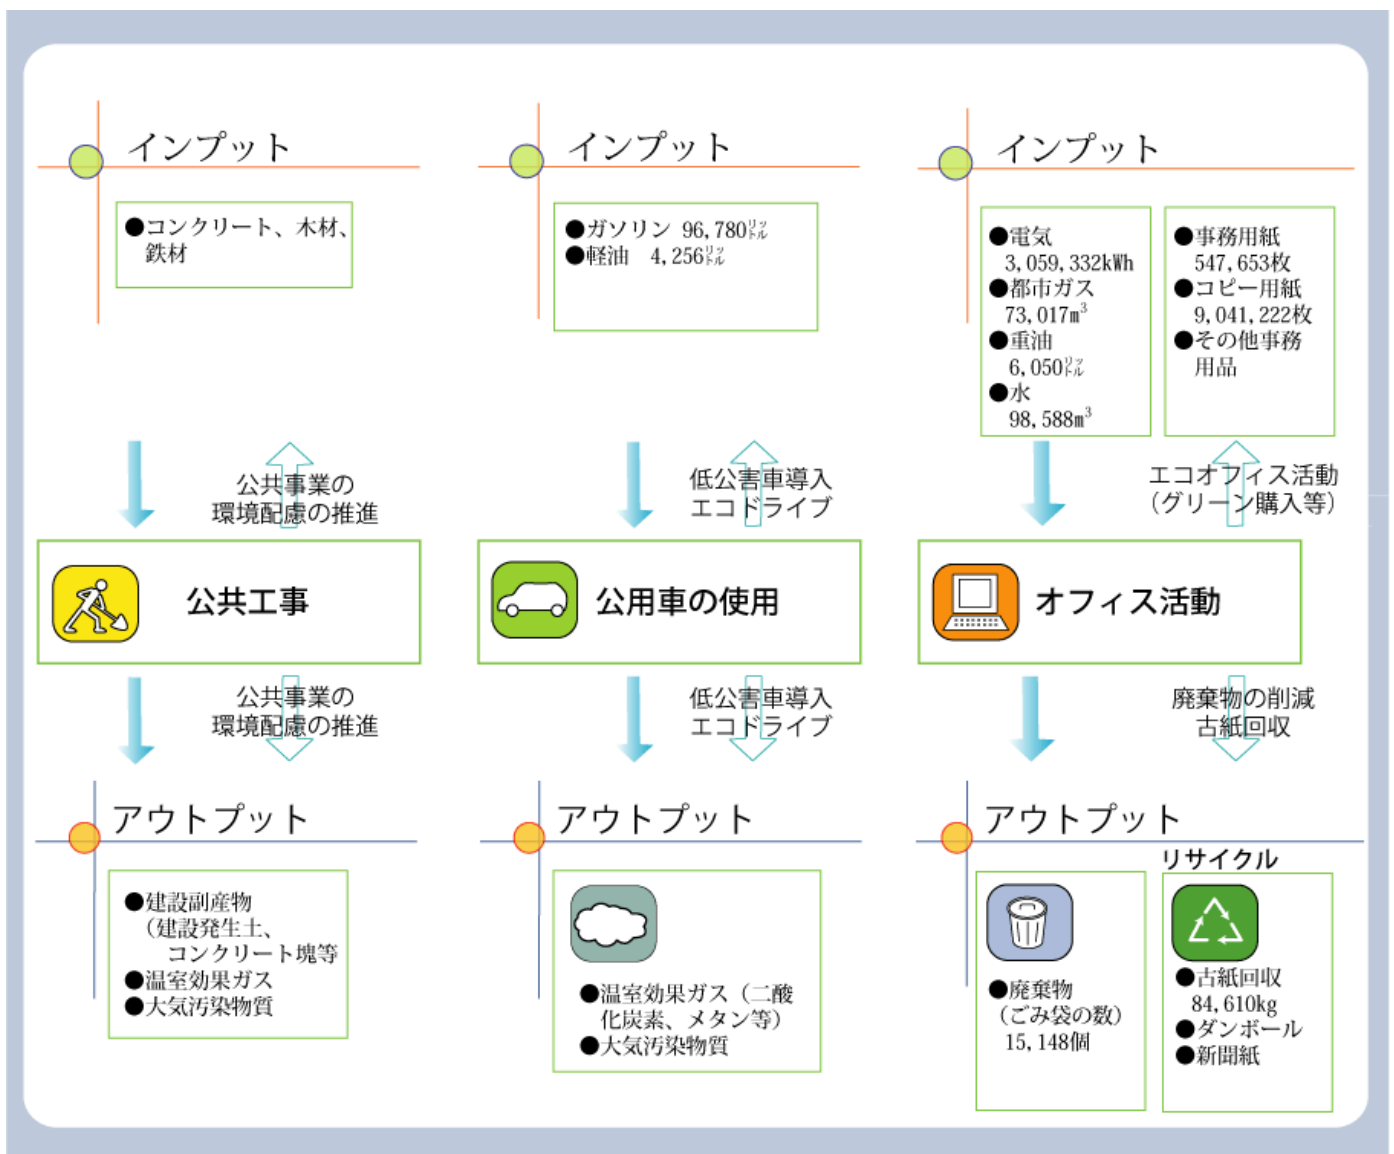 インプット
●コンクリート、木材、
鉄材
公共事業の
環境配慮の推進
公共工事
公共事業の
環境配慮の推進
アウトプット
●建設副産物
（建設発生土、
コンクリート塊等
●温室効果ガス
●大気汚染物質
インプット
●ガソリン 96,780㍑
●軽油 4,256㍑
低公害車導入
エコドライブ
公用車の使用
低公害車導入
エコドライブ
アウトプット
●温室効果ガス（二酸
化炭素、メタン等）
●大気汚染物質
インプット
●電気
3,059,332kWh
●都市ガス
73,017m³
●重油
6,050㍑
●水
98,588m³
●事務用紙
547,653枚
●コピー用紙
9,041,222枚
●その他事務
用品
エコオフィス活動
（グリーン購入等）
オフィス活動
廃棄物の削減
古紙回収
アウトプット
●廃棄物
（ごみ袋の数）
15,148個
リサイクル
●古紙回収
84,610kg
●ダンボール
●新聞紙